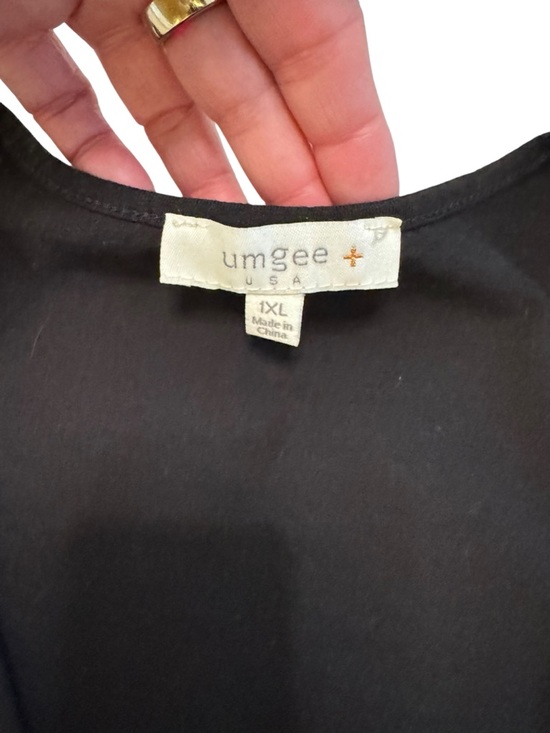 umgee +
USA
1XL
Made in
China